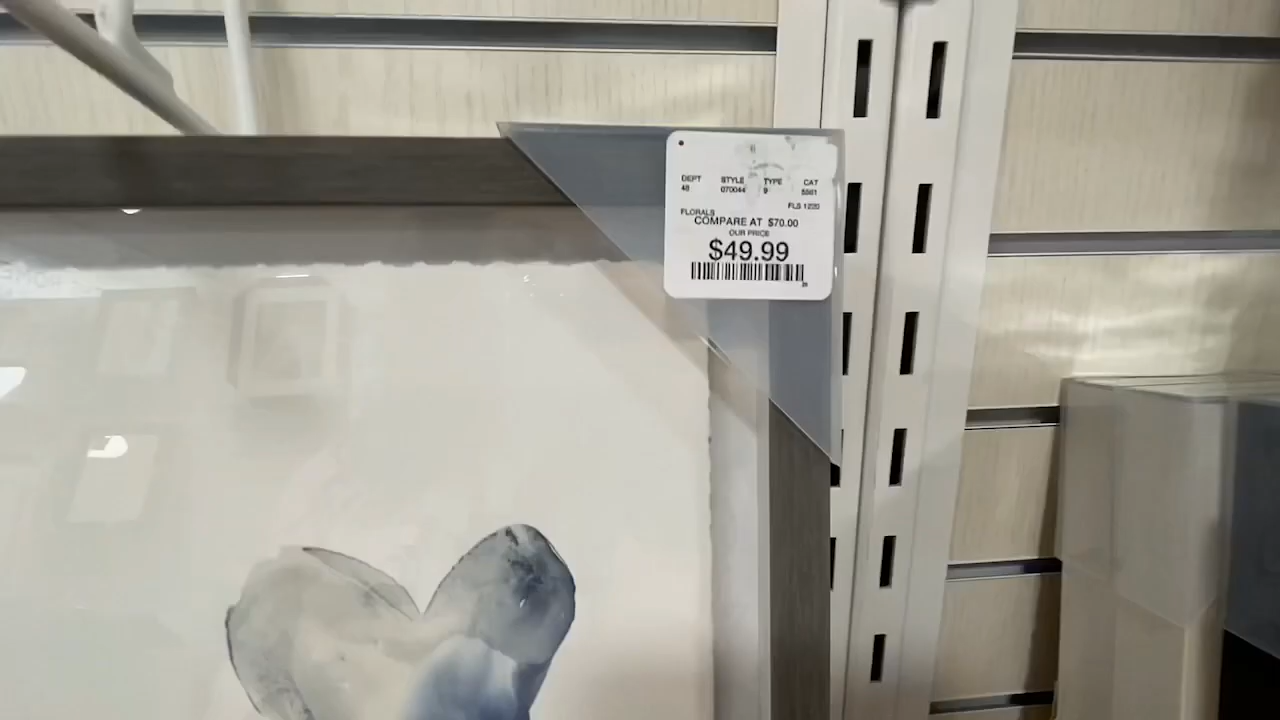 DEPT STYLE TYPE CAT
48 070044 9 5561
FLS 1220
FLORALS
COMPARE AT $70.00
OUR PRICE
$49.99